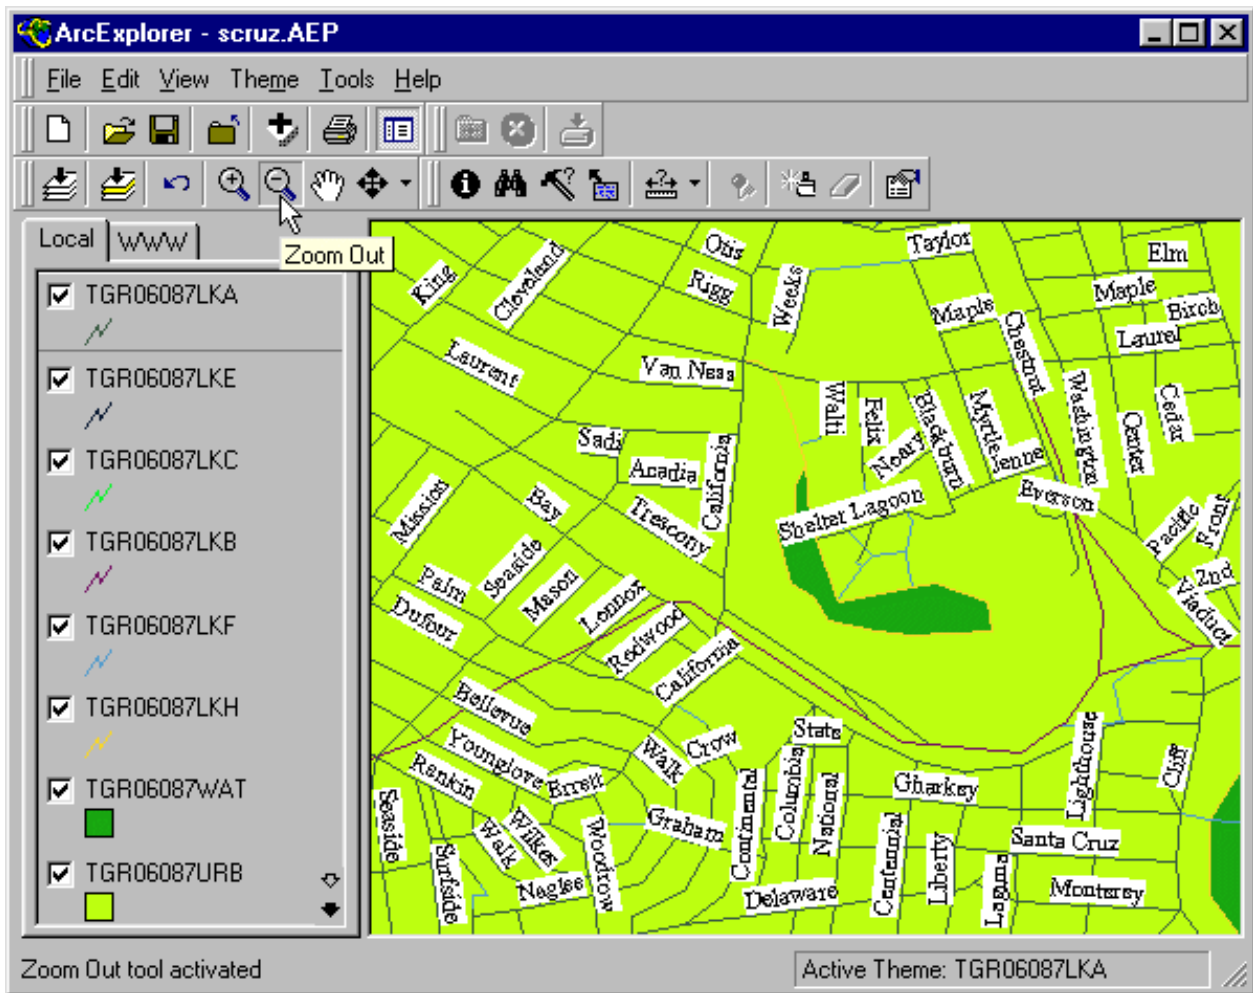 ArcExplorer - scruz.AEP
File Edit View Theme Tools Help
Local WWW
Zoom Out
TGR06087LKA
TGR06087LKE
TGR06087LKC
TGR06087LKB
TGR06087LKF
TGR06087LKH
TGR06087WAT
TGR06087URB
Otis
Taylor
Elm
King
Cleveland
Rigg
Weeks
Maple
Maple
Birch
Chestnut
Laurel
Laurent
Van Ness
Walti
Felix
Blackburn
Myrtle
Washington
Cedar
Center
Sadi
Acadia
California
Neary
Jenne
Mission
Bay
Trescony
Shelter Lagoon
Everson
Pacific
Front
Palm
Seaside
Mason
Lennox
2nd
Viaduct
Dufour
Redwood
California
Bellevue
Younglove
Walk
Crow
State
Lighthouse
Cliff
Rankin
Errett
Continental
Columbia
National
Gharkey
Seaside
Walk
Wilkes
Woodrow
Graham
Centennial
Liberty
Santa Cruz
Surfside
Naglee
Delaware
Laguna
Monterey
Zoom Out tool activated
Active Theme: TGR06087LKA